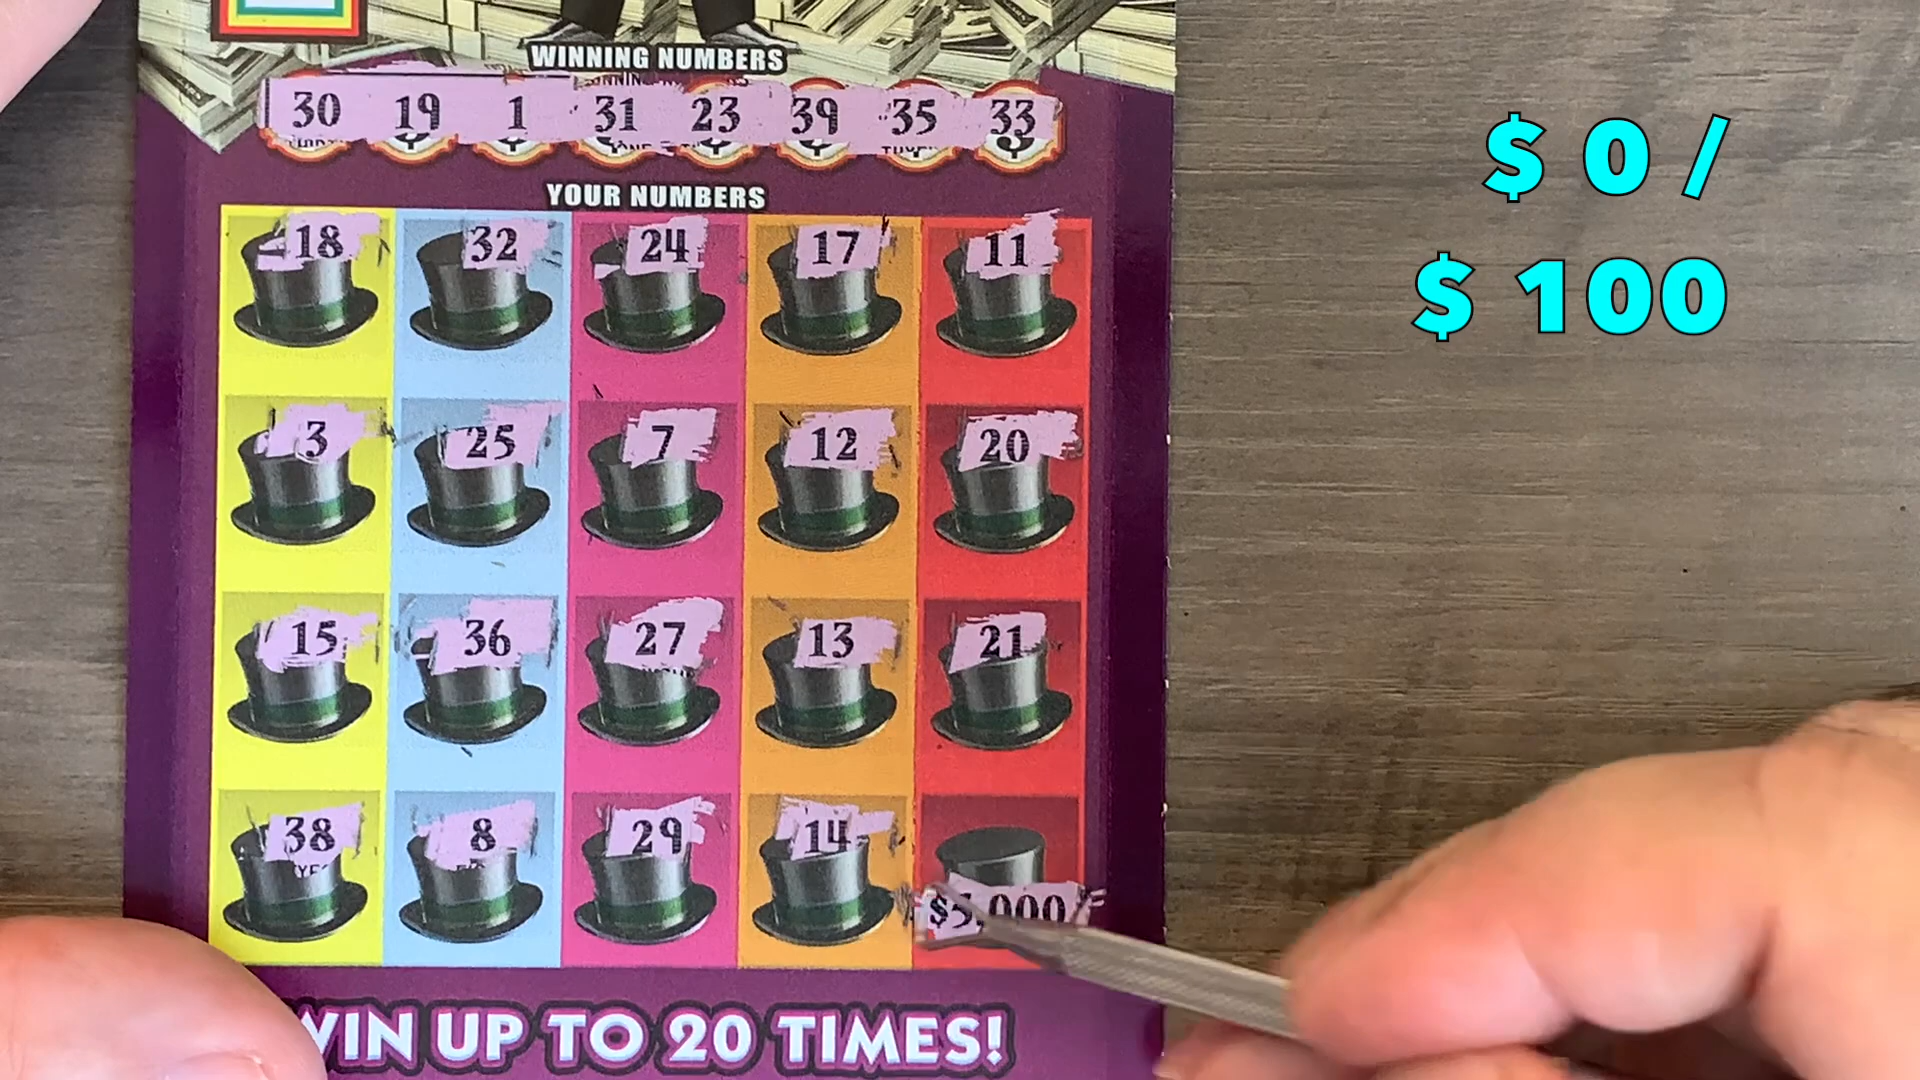 WINNING NUMBERS
30 19 1 31 23 39 35 33
YOUR NUMBERS
18 32 24 17 11
3 25 7 12 20
15 36 27 13 21
38 8 29 14
$5,000
WIN UP TO 20 TIMES!
$ 0 /
$ 100